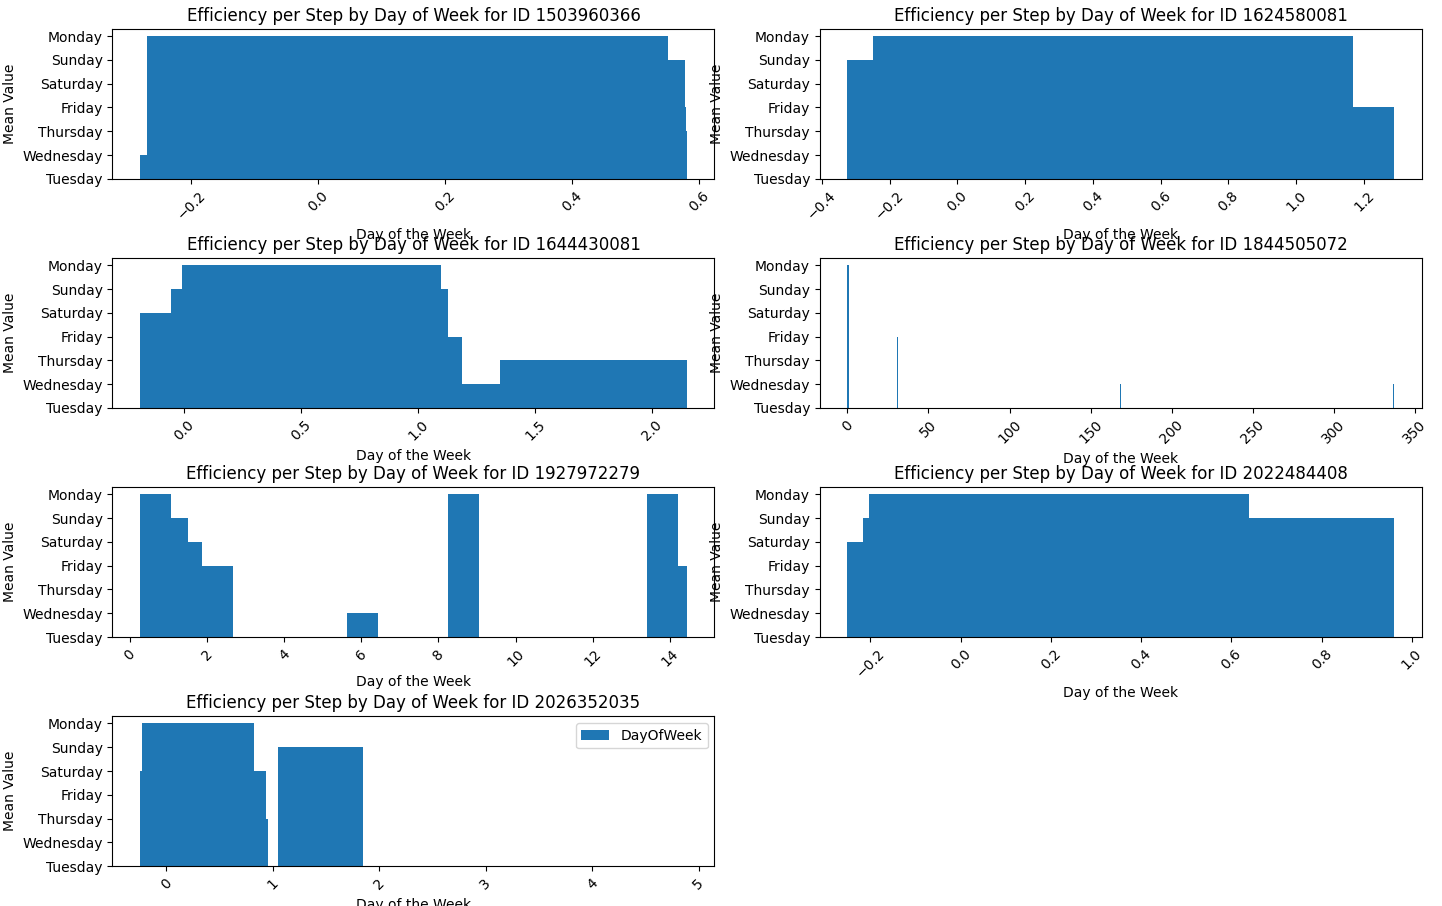 Efficiency per Step by Day of Week for ID 1503960366
Mean Value
Monday
Sunday
Saturday
Friday
Thursday
Wednesday
Tuesday
−0.2 0.0 0.2 0.4 0.6
Day of the Week
Efficiency per Step by Day of Week for ID 1624580081
Mean Value
Monday
Sunday
Saturday
Friday
Thursday
Wednesday
Tuesday
−0.4 −0.2 0.0 0.2 0.4 0.6 0.8 1.0 1.2
Day of the Week
Efficiency per Step by Day of Week for ID 1644430081
Mean Value
Monday
Sunday
Saturday
Friday
Thursday
Wednesday
Tuesday
0.0 0.5 1.0 1.5 2.0
Day of the Week
Efficiency per Step by Day of Week for ID 1844505072
Mean Value
Monday
Sunday
Saturday
Friday
Thursday
Wednesday
Tuesday
0 50 100 150 200 250 300 350
Day of the Week
Efficiency per Step by Day of Week for ID 1927972279
Mean Value
Monday
Sunday
Saturday
Friday
Thursday
Wednesday
Tuesday
0 2 4 6 8 10 12 14
Day of the Week
Efficiency per Step by Day of Week for ID 2022484408
Mean Value
Monday
Sunday
Saturday
Friday
Thursday
Wednesday
Tuesday
−0.2 0.0 0.2 0.4 0.6 0.8 1.0
Day of the Week
Efficiency per Step by Day of Week for ID 2026352035
Mean Value
Monday
Sunday
Saturday
Friday
Thursday
Wednesday
Tuesday
DayOfWeek
0 1 2 3 4 5
Day of the Week